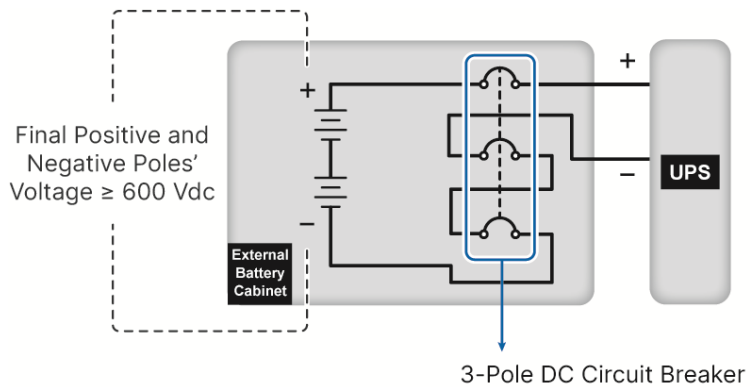 +
+
Final Positive and
Negative Poles'
Voltage ≥ 600 Vdc
UPS
−
−
External
Battery
Cabinet
3-Pole DC Circuit Breaker